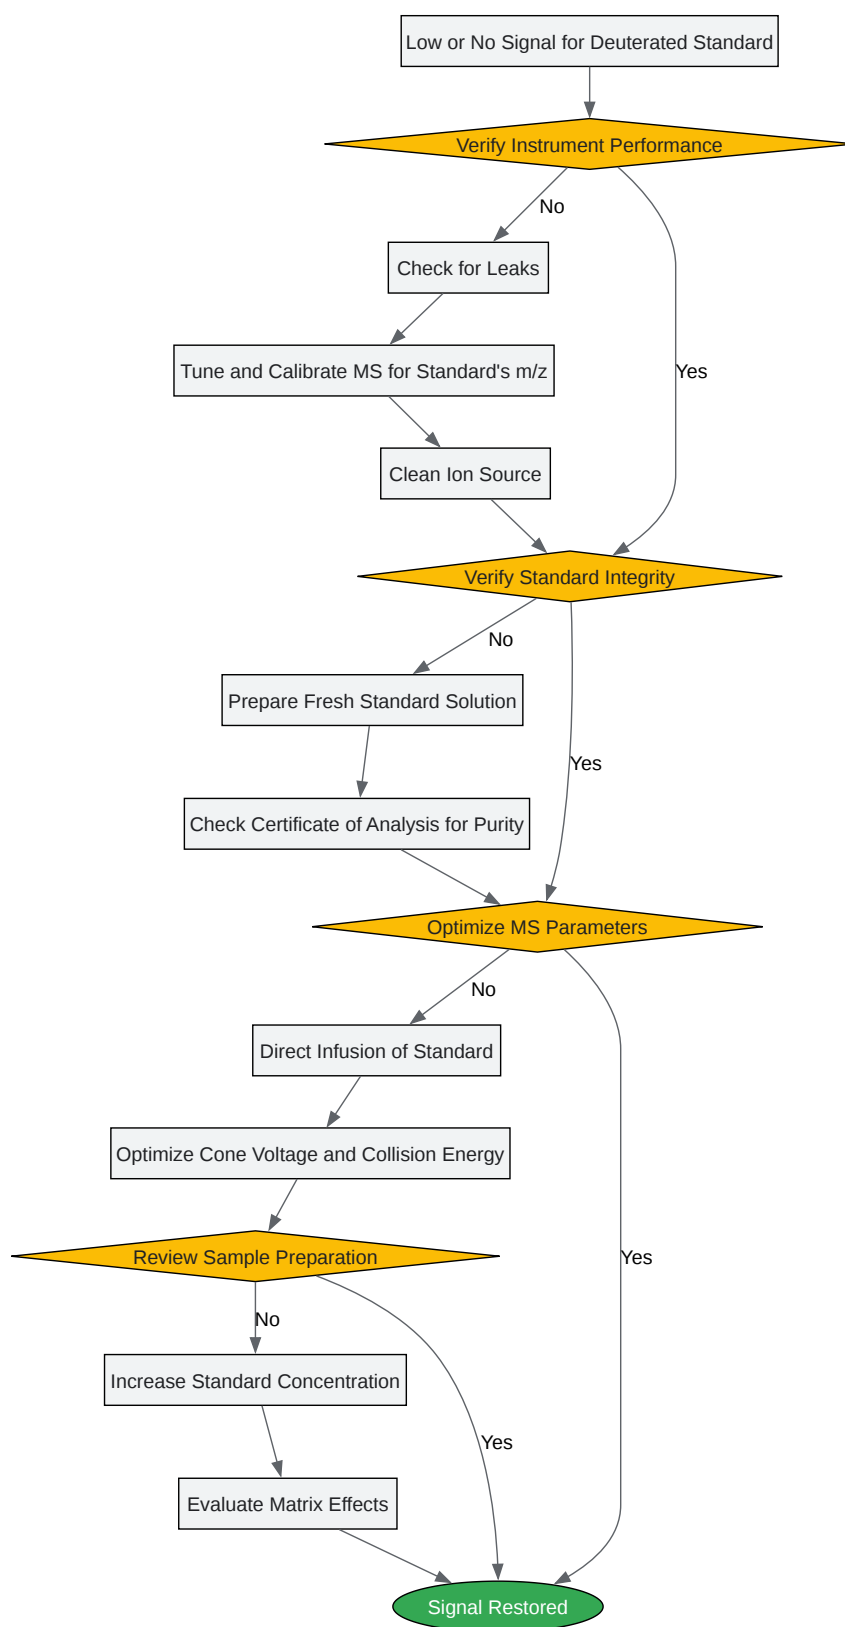 Low or No Signal for Deuterated Standard
Verify Instrument Performance
No
Check for Leaks
Yes
Tune and Calibrate MS for Standard's m/z
Clean Ion Source
Verify Standard Integrity
No
Prepare Fresh Standard Solution
Yes
Check Certificate of Analysis for Purity
Optimize MS Parameters
No
Direct Infusion of Standard
Optimize Cone Voltage and Collision Energy
Review Sample Preparation
Yes
No
Increase Standard Concentration
Yes
Evaluate Matrix Effects
Signal Restored